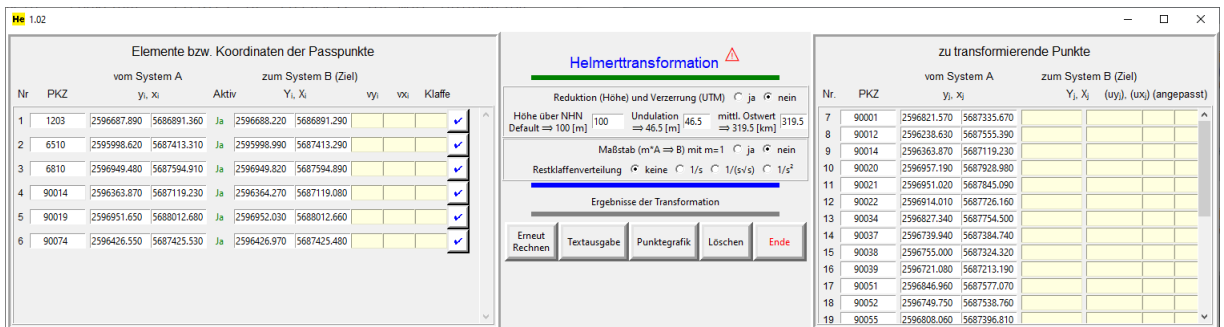 He 1.02
Elemente bzw. Koordinaten der Passpunkte
vom System A zum System B (Ziel)
Nr PKZ yᵢ, xᵢ Aktiv Yᵢ, Xᵢ vyᵢ vxᵢ Klaffe
1 1203 2596687.890 5686891.360 Ja 2596688.220 5686891.290
2 6510 2595998.620 5687413.310 Ja 2595998.990 5687413.290
3 6810 2596949.480 5687594.910 Ja 2596949.820 5687594.890
4 90014 2596363.870 5687119.230 Ja 2596364.270 5687119.080
5 90019 2596951.650 5688012.680 Ja 2596952.030 5688012.660
6 90074 2596426.550 5687425.530 Ja 2596426.970 5687425.480
Helmerttransformation
Reduktion (Höhe) und Verzerrung (UTM) ja nein
Höhe über NHN Default ⟹ 100 [m] 100 Undulation ⟹ 46.5 [m] 46.5 mittl. Ostwert ⟹ 319.5 [km] 319.5
Maßstab (m*A ⟹ B) mit m=1 ja nein
Restklaffenverteilung keine 1/s 1/(s√s) 1/s²
Ergebnisse der Transformation
Erneut Rechnen Textausgabe Punktegrafik Löschen Ende
zu transformierende Punkte
vom System A zum System B (Ziel)
Nr. PKZ yⱼ, xⱼ Yⱼ, Xⱼ (uyⱼ), (uxⱼ) (angepasst)
7 90001 2596821.570 5687335.670
8 90012 2596238.630 5687555.390
9 90014 2596363.870 5687119.230
10 90020 2596957.190 5687928.980
11 90021 2596951.020 5687845.090
12 90022 2596914.010 5687726.160
13 90034 2596827.340 5687754.500
14 90037 2596739.940 5687384.740
15 90038 2596755.000 5687324.320
16 90039 2596721.080 5687213.190
17 90051 2596846.960 5687577.070
18 90052 2596749.750 5687538.760
19 90055 2596808.060 5687396.810